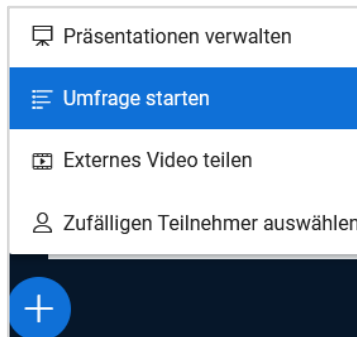 Präsentationen verwalten
Umfrage starten
Externes Video teilen
Zufälligen Teilnehmer auswählen